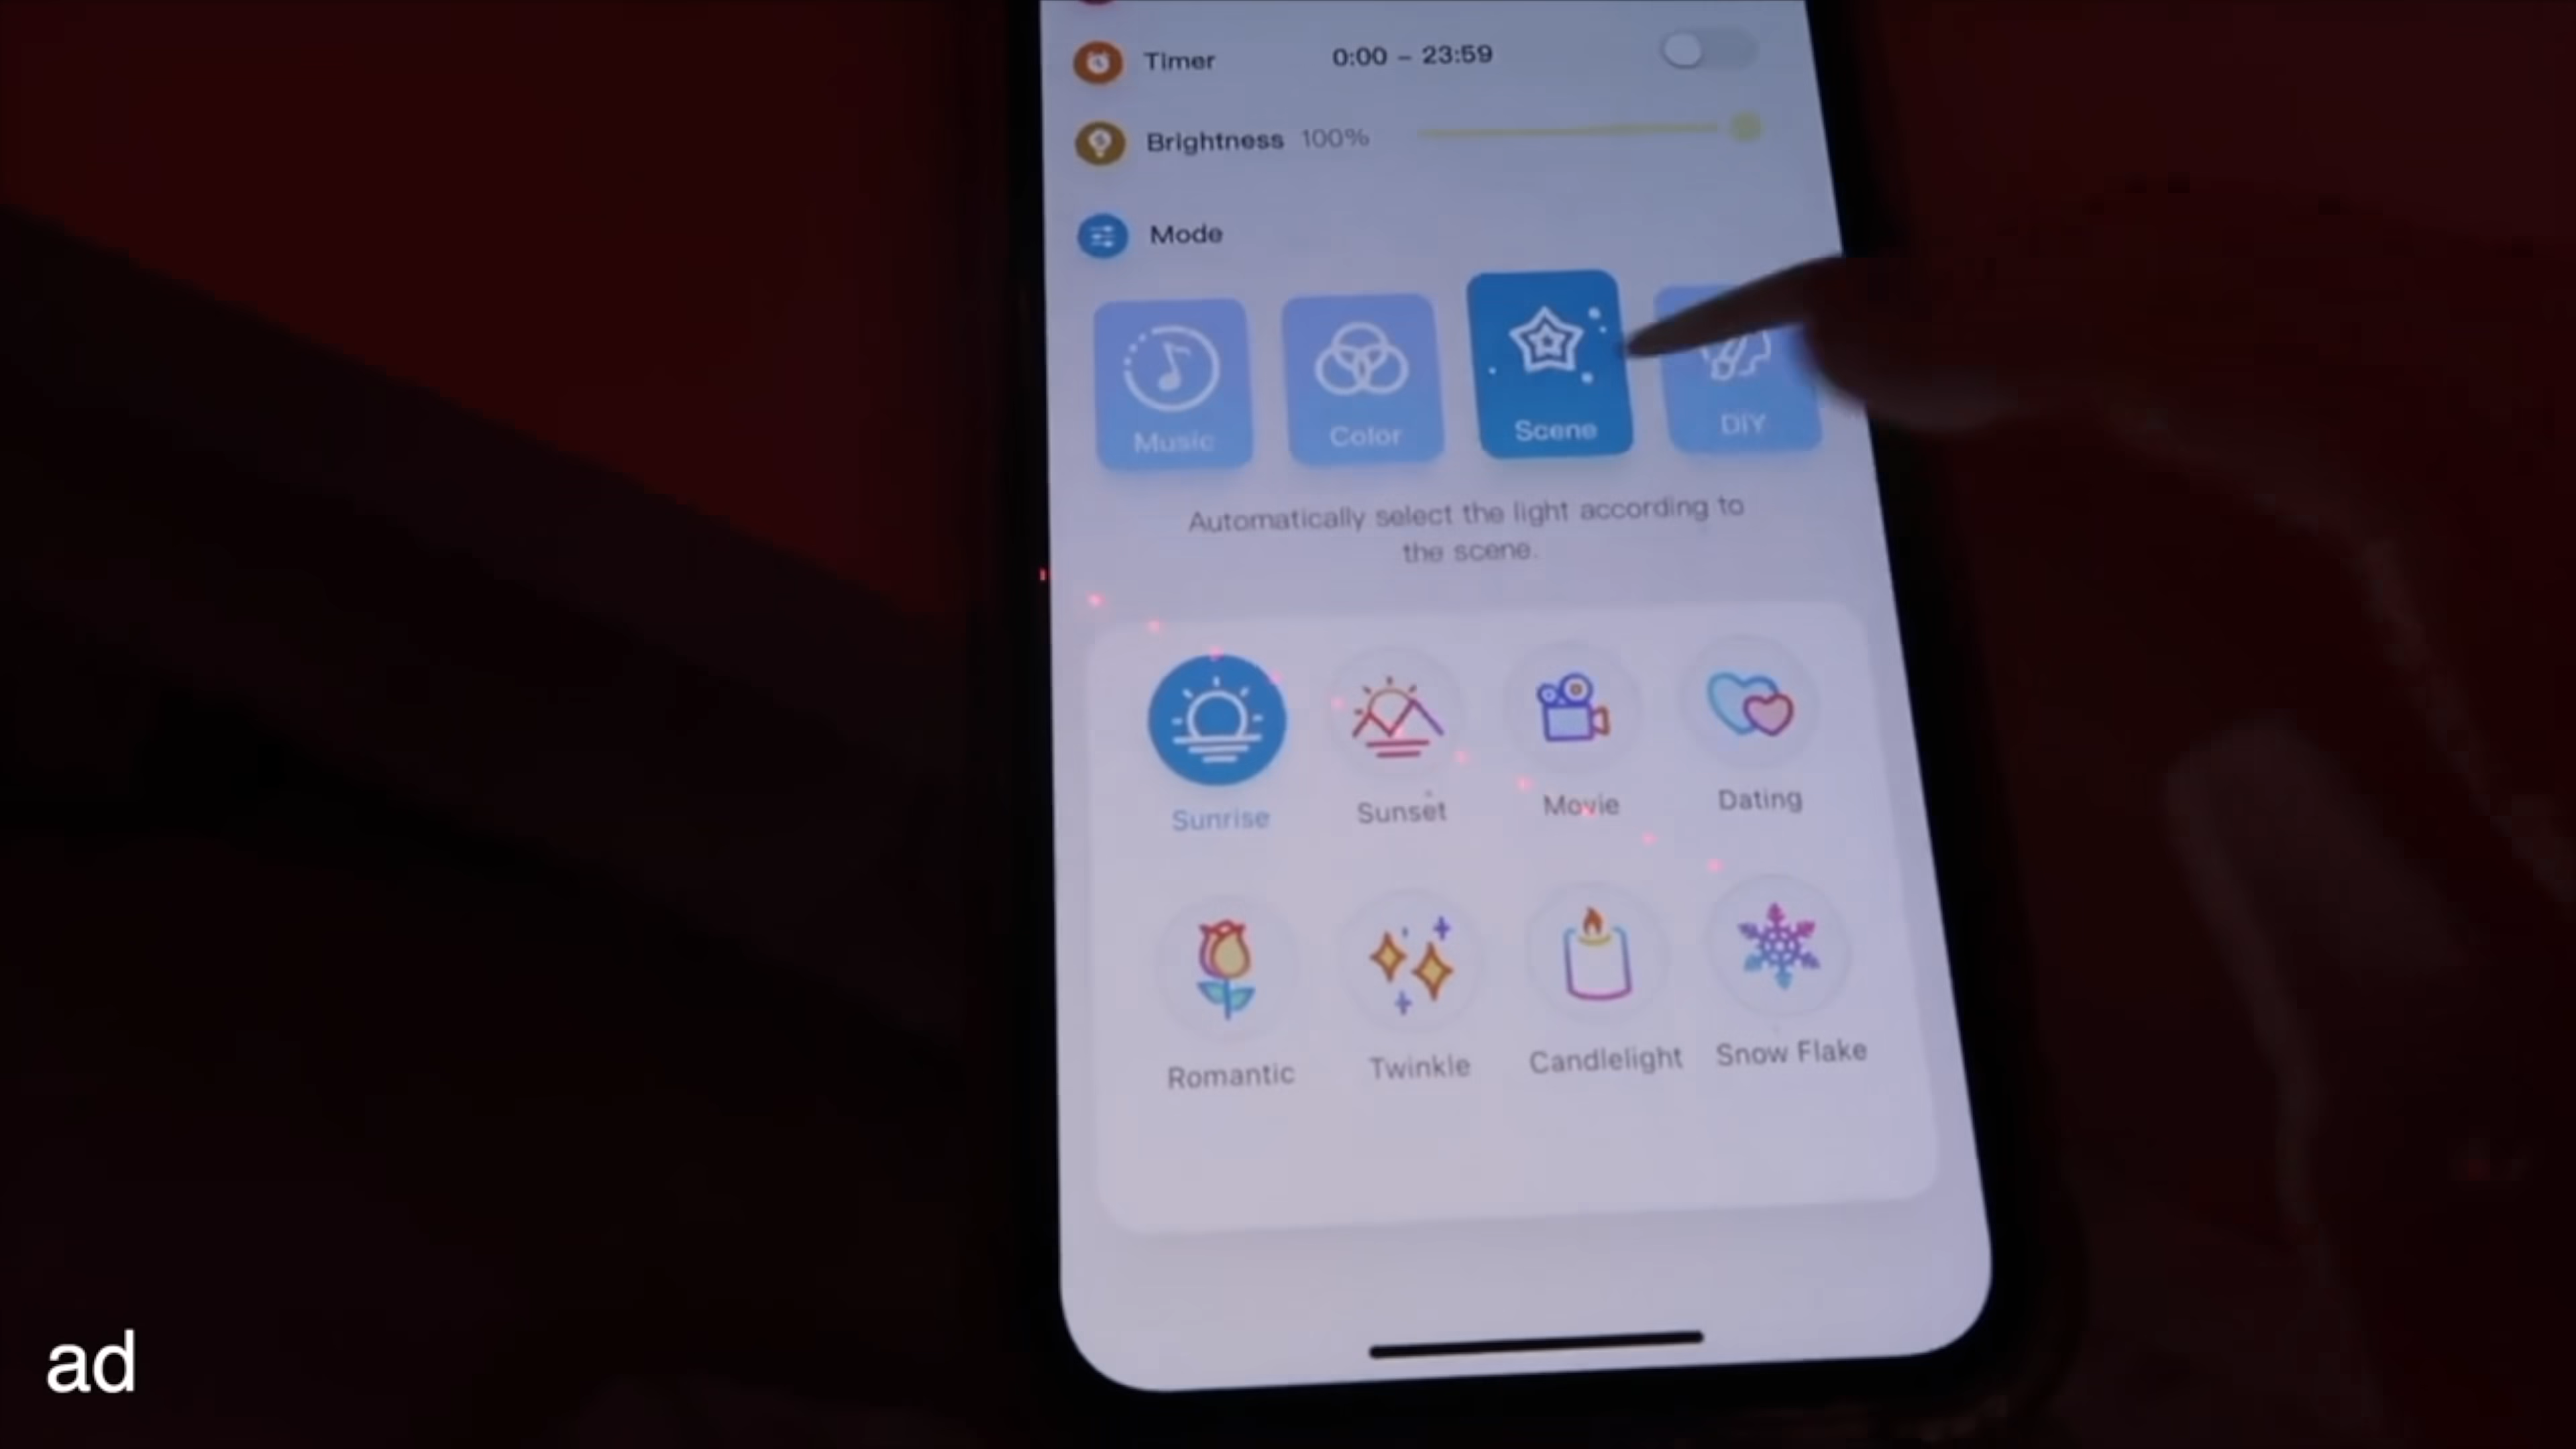 Timer 0:00 – 23:59
Brightness 100%
Mode
Music Color Scene DIY
Automatically select the light according to
the scene.
Sunrise Sunset Movie Dating
Romantic Twinkle Candlelight Snow Flake
ad